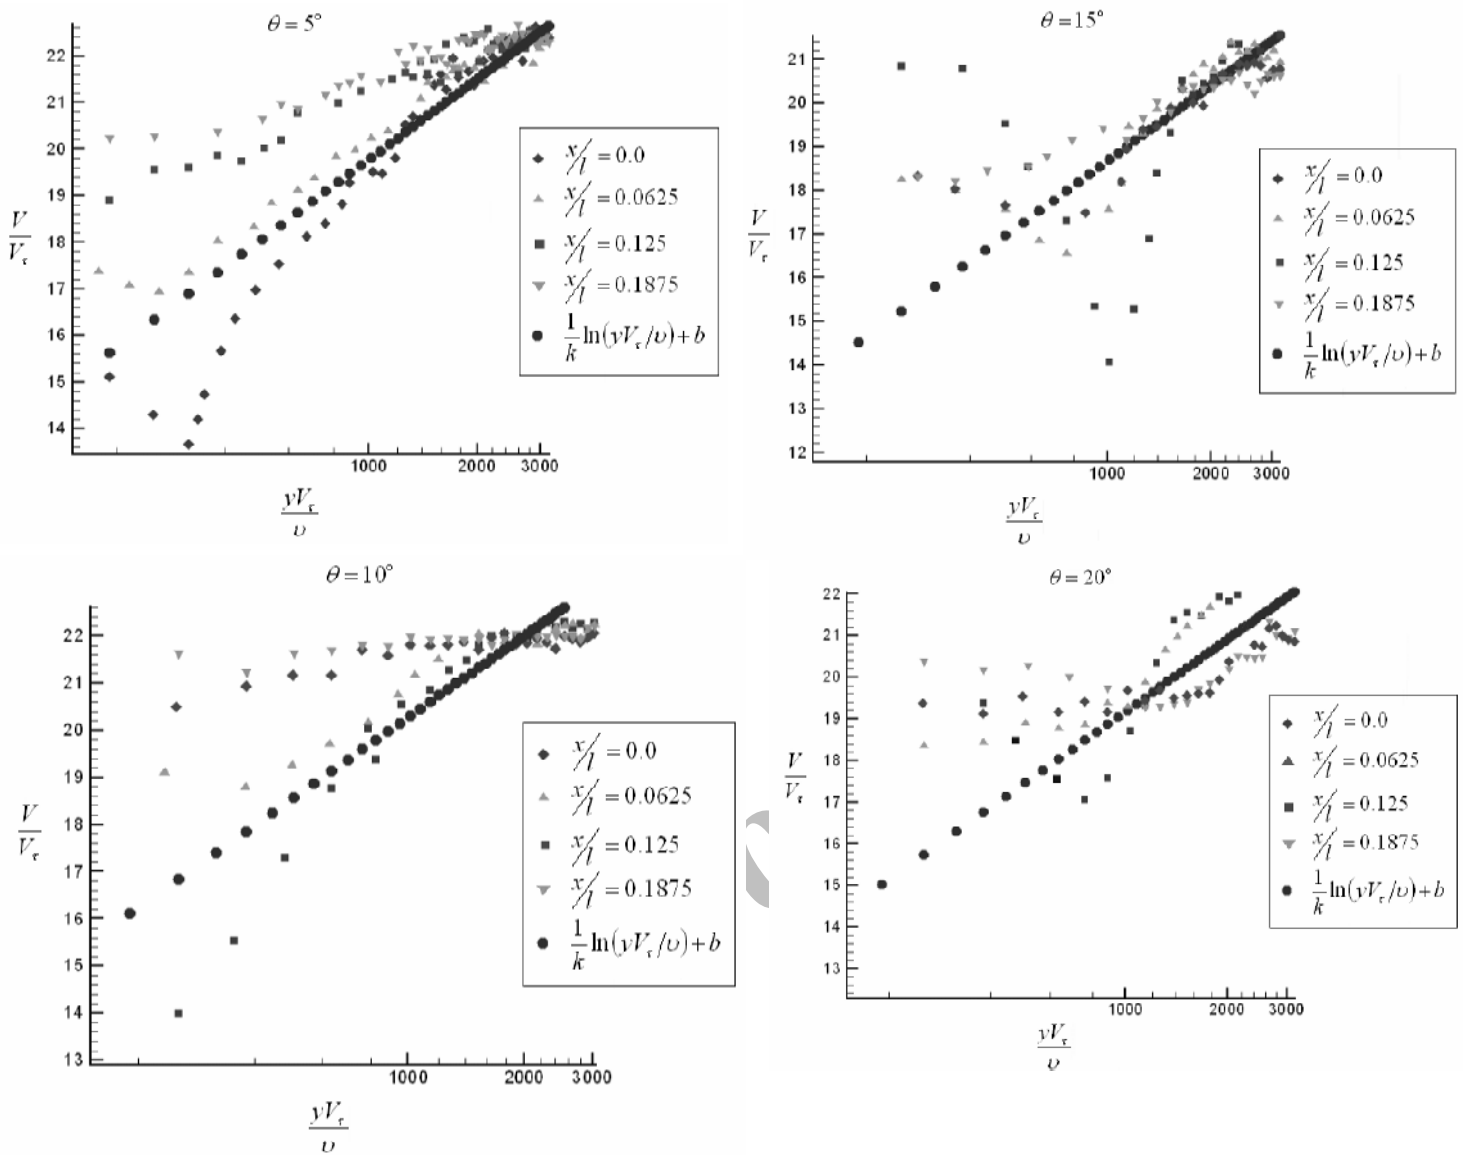 θ = 5°
22
21
20
19
18
17
16
15
14
V/Vτ
1000 2000 3000
yVτ/υ
x/l = 0.0
x/l = 0.0625
x/l = 0.125
x/l = 0.1875
1/k ln(yVτ/υ)+b
θ = 15°
21
20
19
18
17
16
15
14
13
12
V/Vτ
1000 2000 3000
yVτ/υ
x/l = 0.0
x/l = 0.0625
x/l = 0.125
x/l = 0.1875
1/k ln(yVτ/υ)+b
θ = 10°
22
21
20
19
18
17
16
15
14
13
V/Vτ
1000 2000 3000
yVτ/υ
x/l = 0.0
x/l = 0.0625
x/l = 0.125
x/l = 0.1875
1/k ln(yVτ/υ)+b
θ = 20°
22
21
20
19
18
17
16
15
14
13
V/Vτ
1000 2000 3000
yVτ/υ
x/l = 0.0
x/l = 0.0625
x/l = 0.125
x/l = 0.1875
1/k ln(yVτ/υ)+b